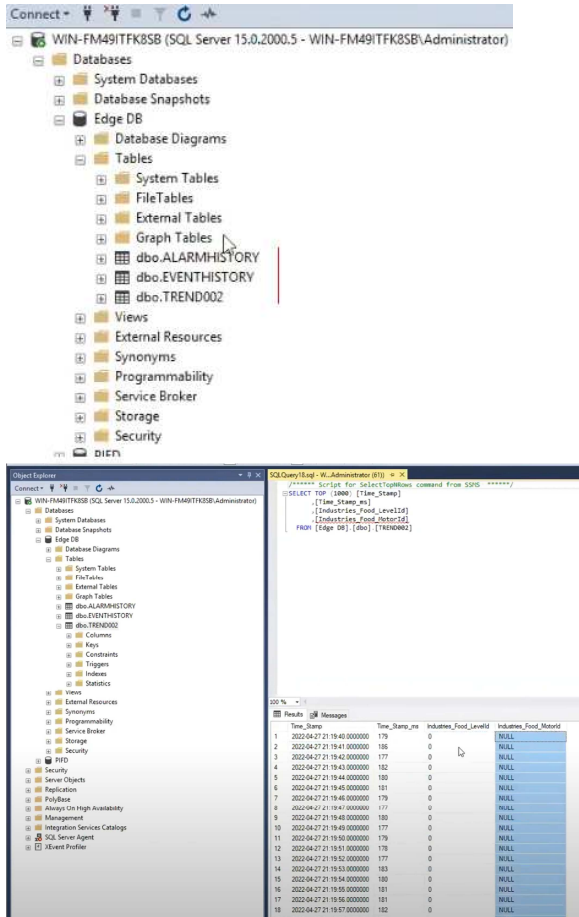 Connect
WIN-FM49ITFK8SB (SQL Server 15.0.2000.5 - WIN-FM49ITFK8SB\Administrator)
Databases
System Databases
Database Snapshots
Edge DB
Database Diagrams
Tables
System Tables
FileTables
External Tables
Graph Tables
dbo.ALARMHISTORY
dbo.EVENTHISTORY
dbo.TREND002
Views
External Resources
Synonyms
Programmability
Service Broker
Storage
Security
PIFD
Object Explorer
Connect
WIN-FM49ITFK8SB (SQL Server 15.0.2000.5 - WIN-FM49ITFK8SB\Administrator)
Databases
System Databases
Database Snapshots
Edge DB
Database Diagrams
Tables
System Tables
FileTables
External Tables
Graph Tables
dbo.ALARMHISTORY
dbo.EVENTHISTORY
dbo.TREND002
Columns
Keys
Constraints
Triggers
Indexes
Statistics
Views
External Resources
Synonyms
Programmability
Service Broker
Storage
Security
PIFD
Security
Server Objects
Replication
PolyBase
Always On High Availability
Management
Integration Services Catalogs
SQL Server Agent
XEvent Profiler
SQLQuery18.sql - W...Administrator (61))
/****** Script for SelectTopNRows command from SSMS ******/
SELECT TOP (1000) [Time_Stamp]
,[Time_Stamp_ms]
,[Industries_Food_LevelId]
,[Industries_Food_MotorId]
FROM [Edge DB].[dbo].[TREND002]
100 %
Results Messages
Time_Stamp Time_Stamp_ms Industries_Food_LevelId Industries_Food_MotorId
1 2022-04-27 21:19:40.0000000 179 0 NULL
2 2022-04-27 21:19:41.0000000 186 0 NULL
3 2022-04-27 21:19:42.0000000 177 0 NULL
4 2022-04-27 21:19:43.0000000 182 0 NULL
5 2022-04-27 21:19:44.0000000 180 0 NULL
6 2022-04-27 21:19:45.0000000 181 0 NULL
7 2022-04-27 21:19:46.0000000 179 0 NULL
8 2022-04-27 21:19:47.0000000 177 0 NULL
9 2022-04-27 21:19:48.0000000 180 0 NULL
10 2022-04-27 21:19:49.0000000 177 0 NULL
11 2022-04-27 21:19:50.0000000 179 0 NULL
12 2022-04-27 21:19:51.0000000 178 0 NULL
13 2022-04-27 21:19:52.0000000 177 0 NULL
14 2022-04-27 21:19:53.0000000 183 0 NULL
15 2022-04-27 21:19:54.0000000 180 0 NULL
16 2022-04-27 21:19:55.0000000 181 0 NULL
17 2022-04-27 21:19:56.0000000 181 0 NULL
18 2022-04-27 21:19:57.0000000 182 0 NULL